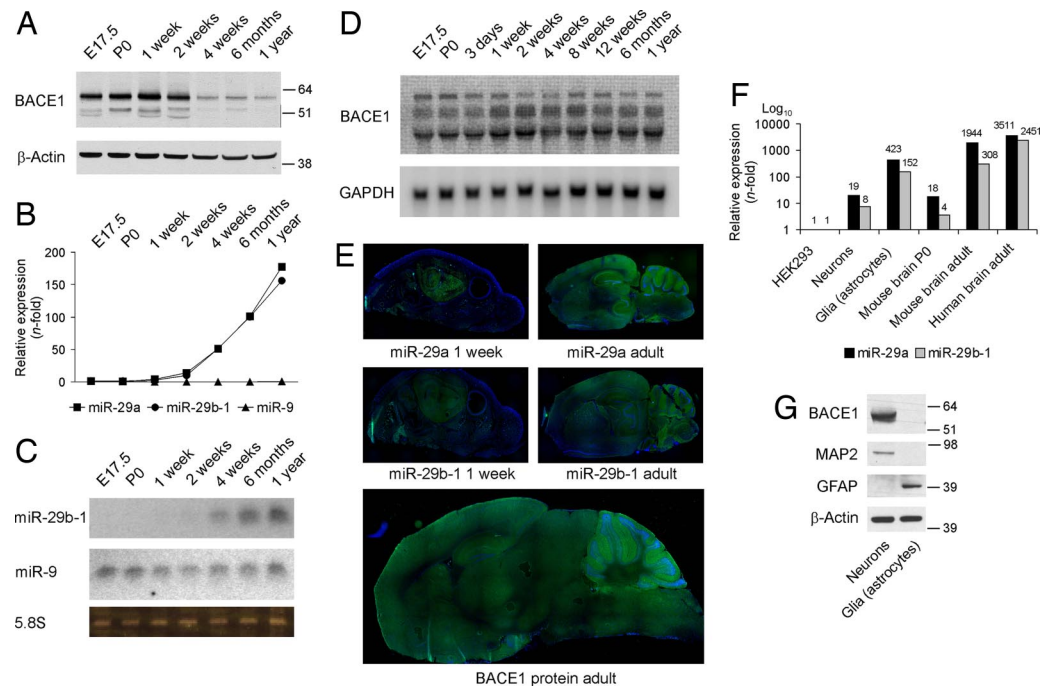 A
E17.5 P0 1 week 2 weeks 4 weeks 6 months 1 year
BACE1
64
51
β-Actin
38
B
E17.5 P0 1 week 2 weeks 4 weeks 6 months 1 year
Relative expression
(n-fold)
200
150
100
50
0
miR-29a miR-29b-1 miR-9
C
E17.5 P0 1 week 2 weeks 4 weeks 6 months 1 year
miR-29b-1
miR-9
5.8S
D
E17.5 P0 3 days 1 week 2 weeks 4 weeks 8 weeks 12 weeks 6 months 1 year
BACE1
GAPDH
E
miR-29a 1 week miR-29a adult
miR-29b-1 1 week miR-29b-1 adult
BACE1 protein adult
F
Log10
Relative expression
(n-fold)
10000
1000
100
10
1
1 1 19 8 423 152 18 4 1944 308 3511 2451
HEK293
Neurons
Glia (astrocytes)
Mouse brain P0
Mouse brain adult
Human brain adult
miR-29a miR-29b-1
G
BACE1
64
51
MAP2
98
GFAP
39
β-Actin
39
Neurons
Glia (astrocytes)